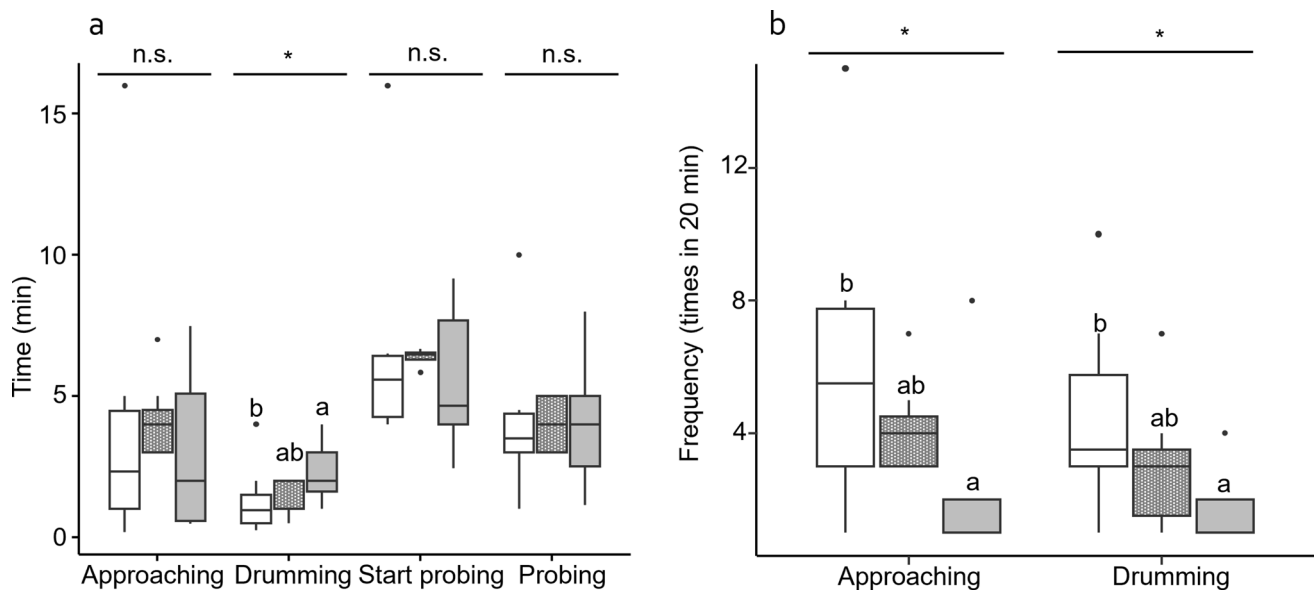 a
n.s.
*
n.s.
n.s.
Time (min)
15
10
5
0
b
ab
a
Approaching
Drumming
Start probing
Probing
b
*
*
Frequency (times in 20 min)
12
8
4
b
ab
a
b
ab
a
Approaching
Drumming